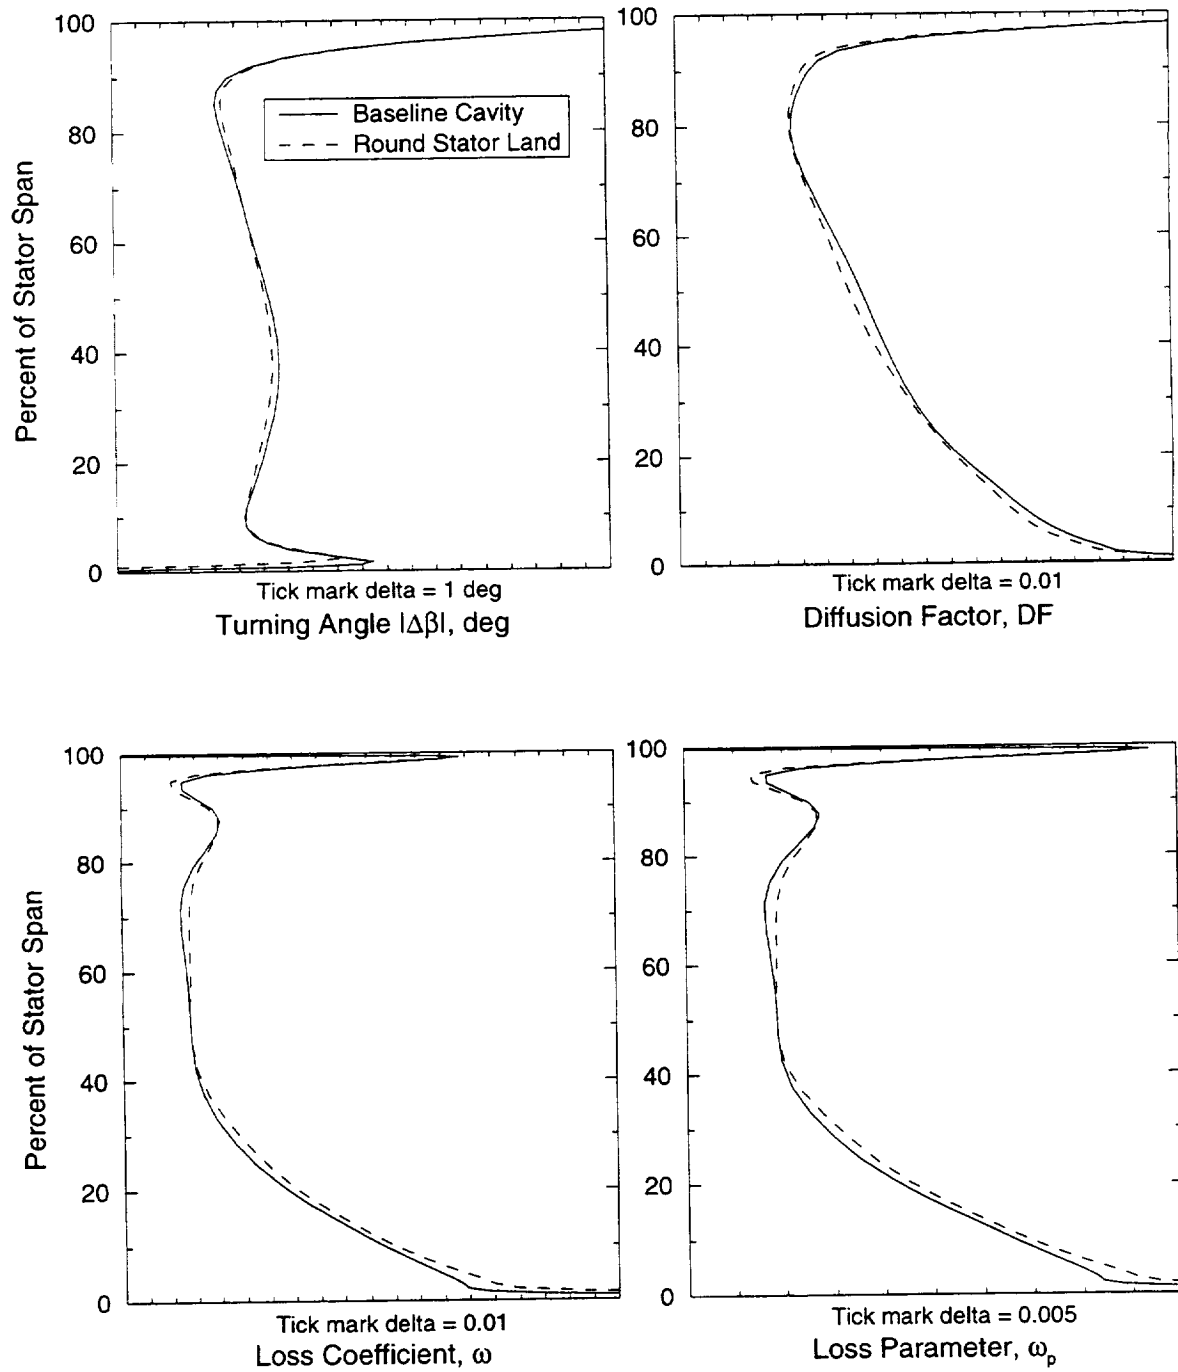 100
80
60
40
20
0
Percent of Stator Span
Baseline Cavity
Round Stator Land
Tick mark delta = 1 deg
Turning Angle |Δβ|, deg
100
80
60
40
20
0
Tick mark delta = 0.01
Diffusion Factor, DF
100
80
60
40
20
0
Percent of Stator Span
Tick mark delta = 0.01
Loss Coefficient, ω
100
80
60
40
20
0
Tick mark delta = 0.005
Loss Parameter, ωₚ